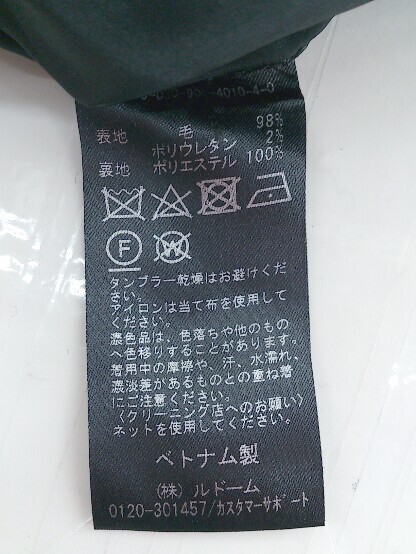 4010-4-0
表地 毛 98%
ポリウレタン 2%
裏地 ポリエステル 100%
F W
タンブラー乾燥はお避けくだ
さい。
アイロンは当て布を使用して
ください。
濃色品は、色落ちや他のもの
へ色移りすることがあります。
着用中の摩擦や、汗、水濡れ、
濃淡差があるものとの重ね着
にご注意ください。
〈クリーニング店へのお願い〉
ネットを使用してください。
ベトナム製
(株) ルドーム
0120-301457/カスタマーサポート